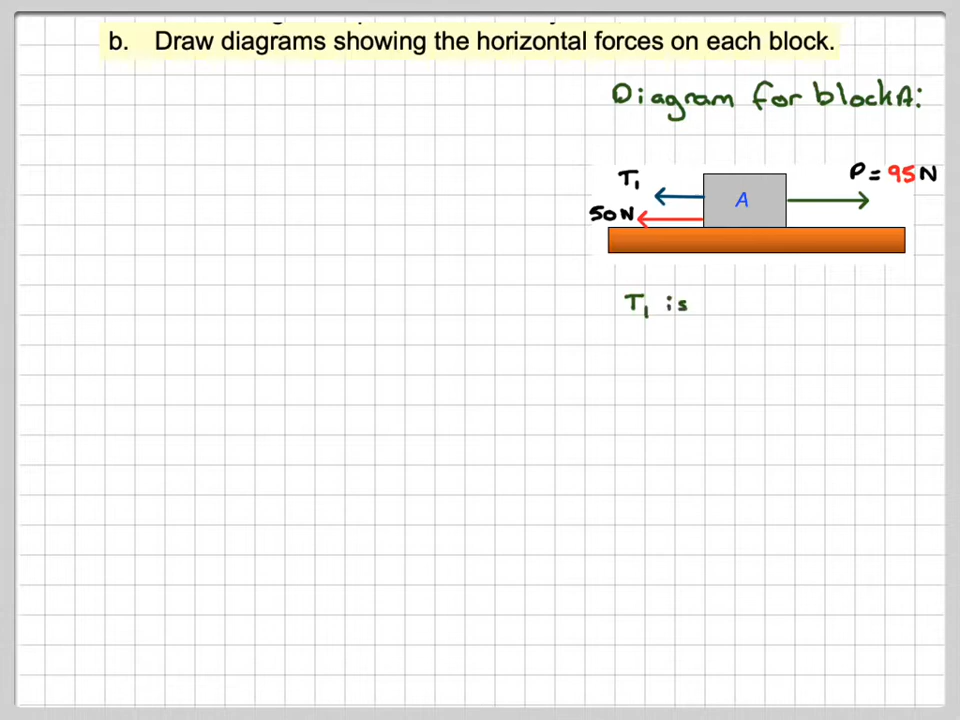 b. Draw diagrams showing the horizontal forces on each block.
Diagram for block A:
P = 95 N
T₁
A
50 N
T₁ is